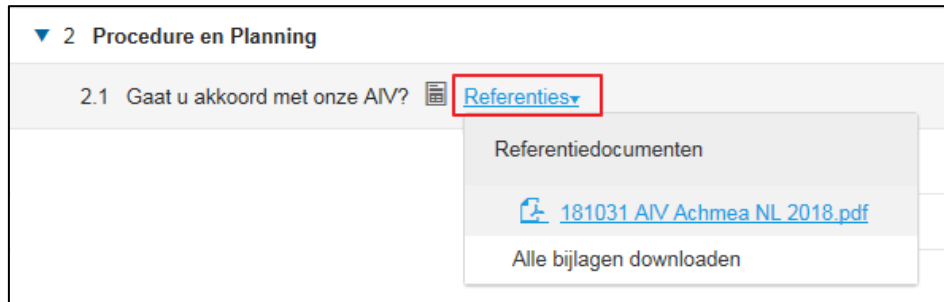 2 Procedure en Planning
2.1 Gaat u akkoord met onze AIV? Referenties
Referentiedocumenten
181031 AIV Achmea NL 2018.pdf
Alle bijlagen downloaden